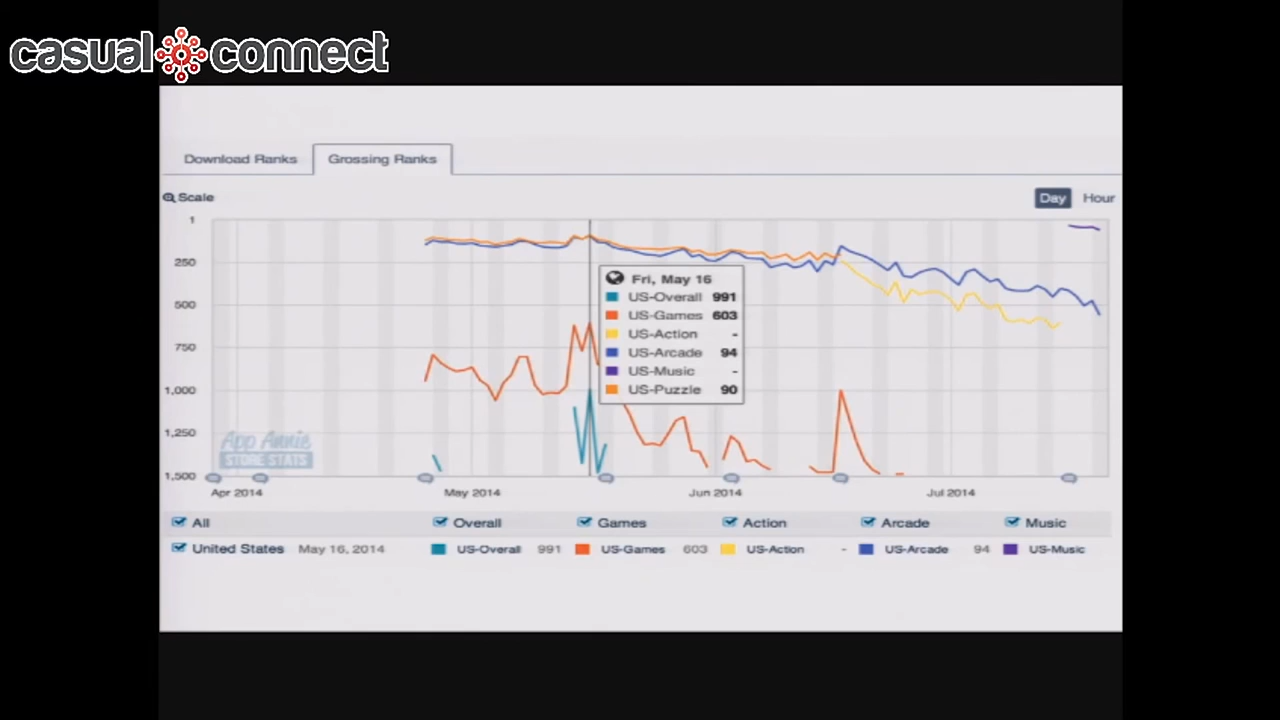 casual connect
Download Ranks Grossing Ranks
Scale Day Hour
1
250
500
750
1,000
1,250
1,500
Fri, May 16
US-Overall 991
US-Games 603
US-Action -
US-Arcade 94
US-Music -
US-Puzzle 90
App Annie
STORE STATS
Apr 2014 May 2014 Jun 2014 Jul 2014
All Overall Games Action Arcade Music
United States May 16, 2014 US-Overall 991 US-Games 603 US-Action - US-Arcade 94 US-Music